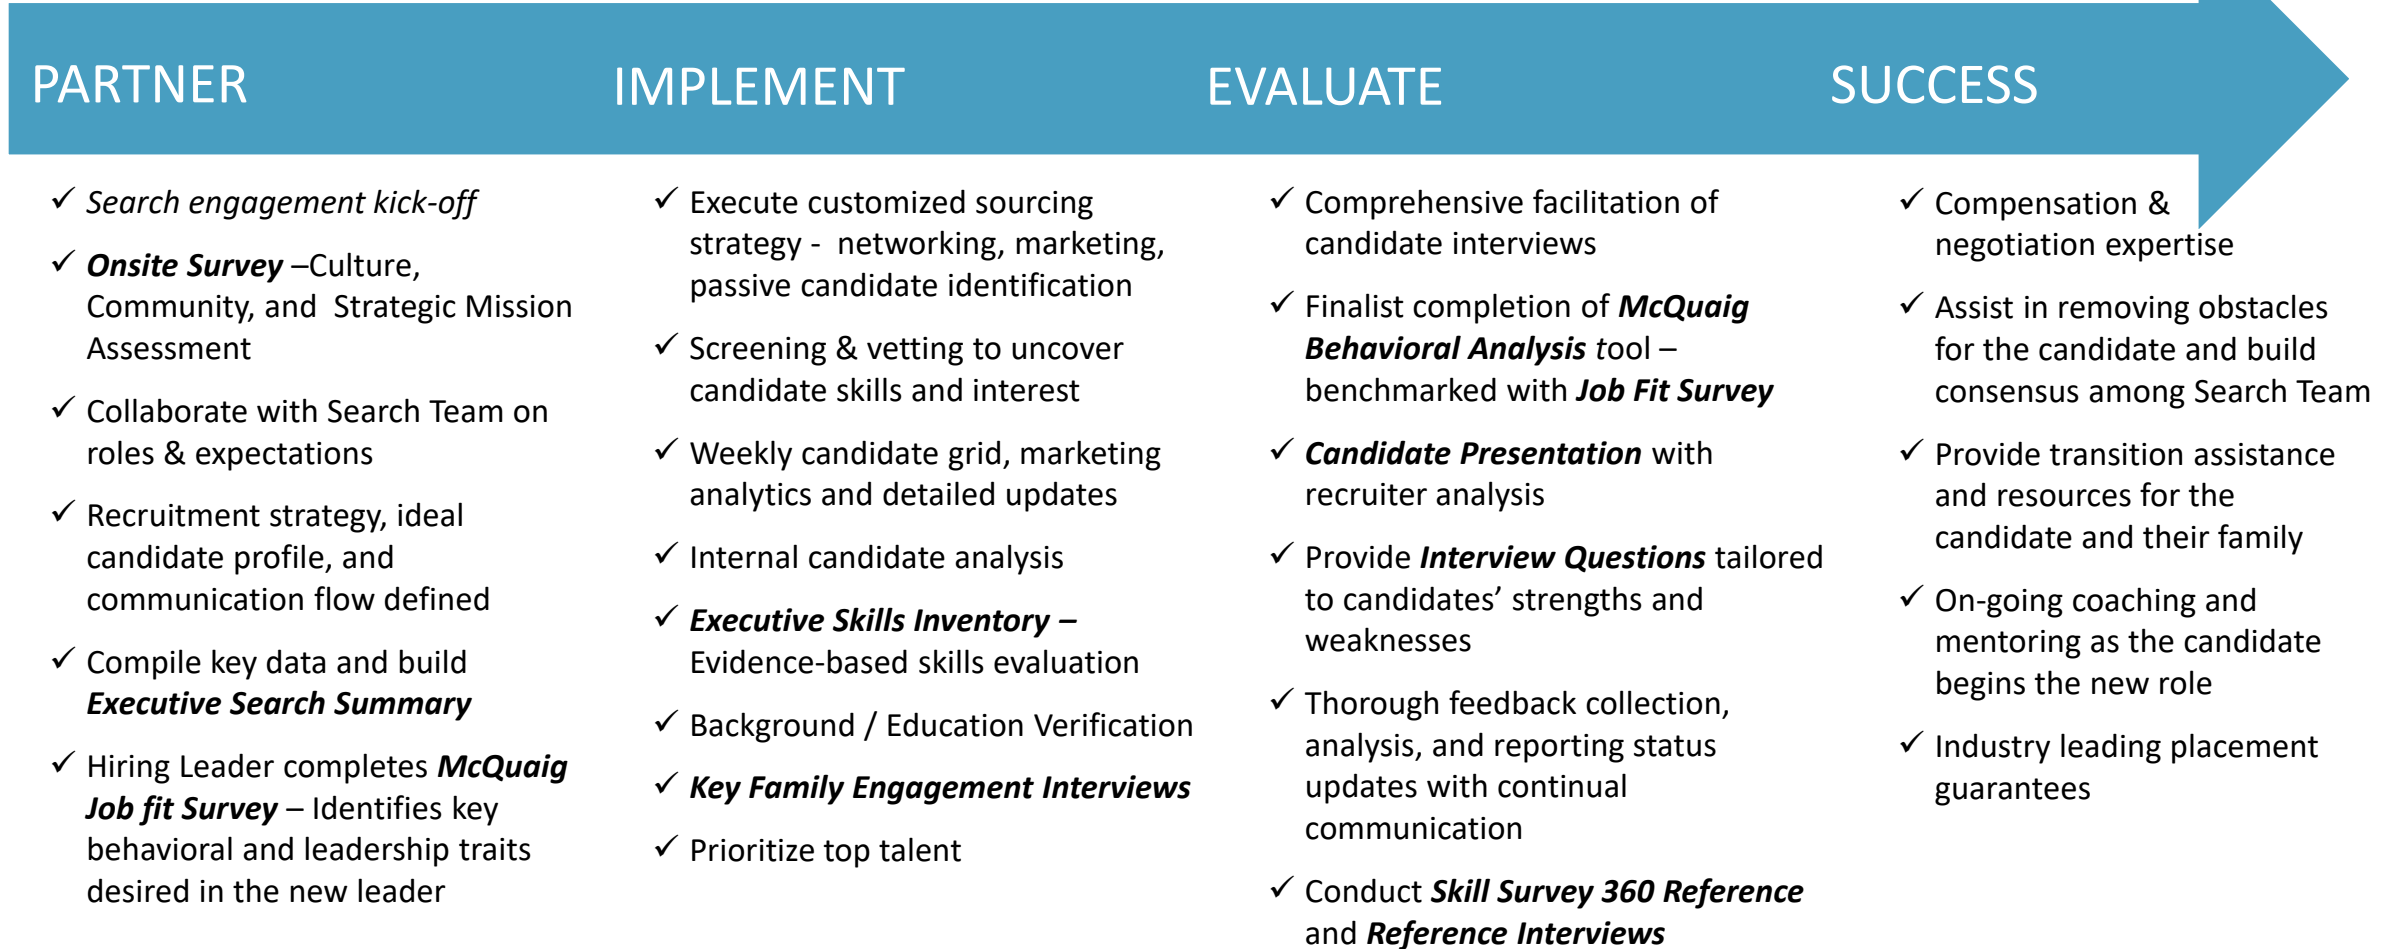 PARTNER
IMPLEMENT
EVALUATE
SUCCESS
✓ Search engagement kick-off
✓ Onsite Survey –Culture,
Community, and Strategic Mission
Assessment
✓ Collaborate with Search Team on
roles & expectations
✓ Recruitment strategy, ideal
candidate profile, and
communication flow defined
✓ Compile key data and build
Executive Search Summary
✓ Hiring Leader completes McQuaig
Job fit Survey – Identifies key
behavioral and leadership traits
desired in the new leader
✓ Execute customized sourcing
strategy - networking, marketing,
passive candidate identification
✓ Screening & vetting to uncover
candidate skills and interest
✓ Weekly candidate grid, marketing
analytics and detailed updates
✓ Internal candidate analysis
✓ Executive Skills Inventory –
Evidence-based skills evaluation
✓ Background / Education Verification
✓ Key Family Engagement Interviews
✓ Prioritize top talent
✓ Comprehensive facilitation of
candidate interviews
✓ Finalist completion of McQuaig
Behavioral Analysis tool –
benchmarked with Job Fit Survey
✓ Candidate Presentation with
recruiter analysis
✓ Provide Interview Questions tailored
to candidates’ strengths and
weaknesses
✓ Thorough feedback collection,
analysis, and reporting status
updates with continual
communication
✓ Conduct Skill Survey 360 Reference
and Reference Interviews
✓ Compensation &
negotiation expertise
✓ Assist in removing obstacles
for the candidate and build
consensus among Search Team
✓ Provide transition assistance
and resources for the
candidate and their family
✓ On-going coaching and
mentoring as the candidate
begins the new role
✓ Industry leading placement
guarantees